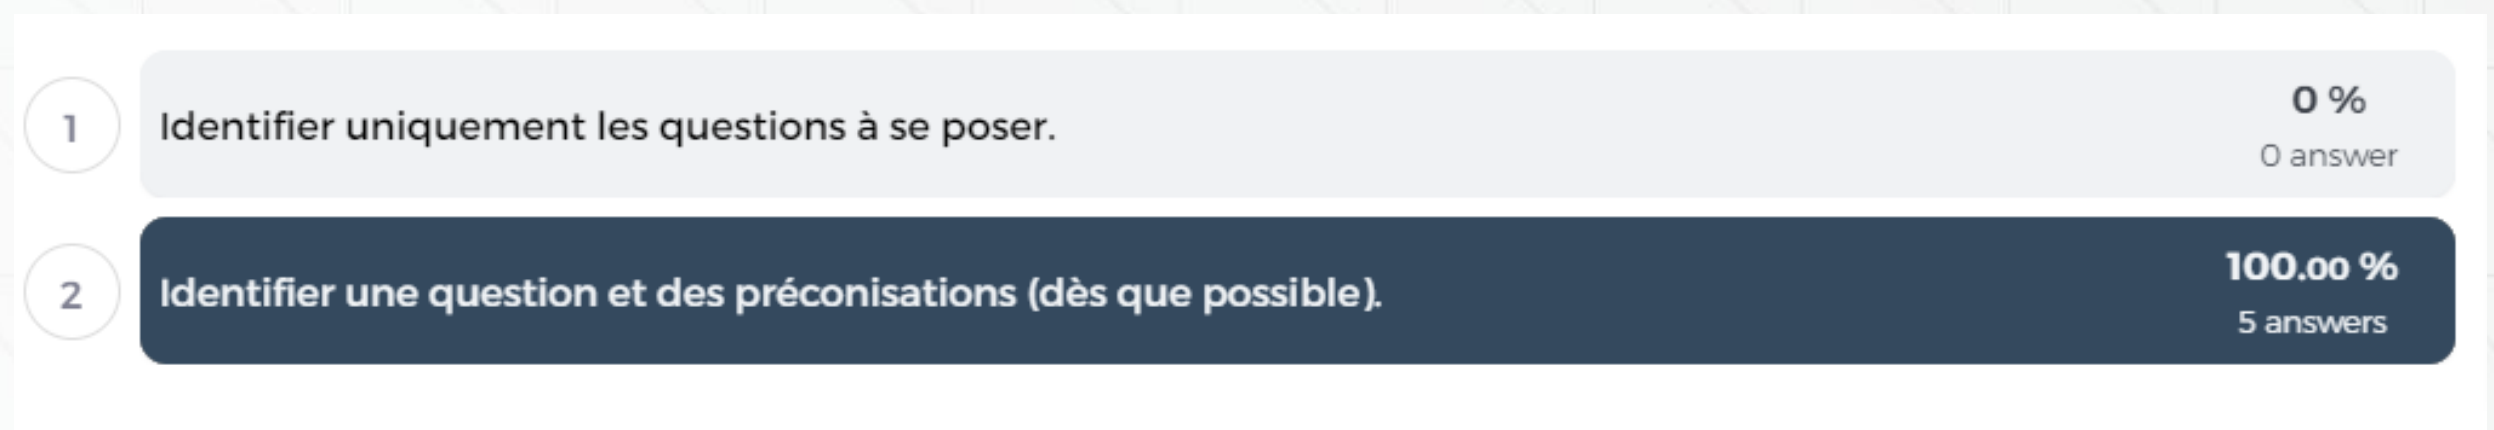 1
Identifier uniquement les questions à se poser.
0 %
0 answer
2
Identifier une question et des préconisations (dès que possible).
100.00 %
5 answers